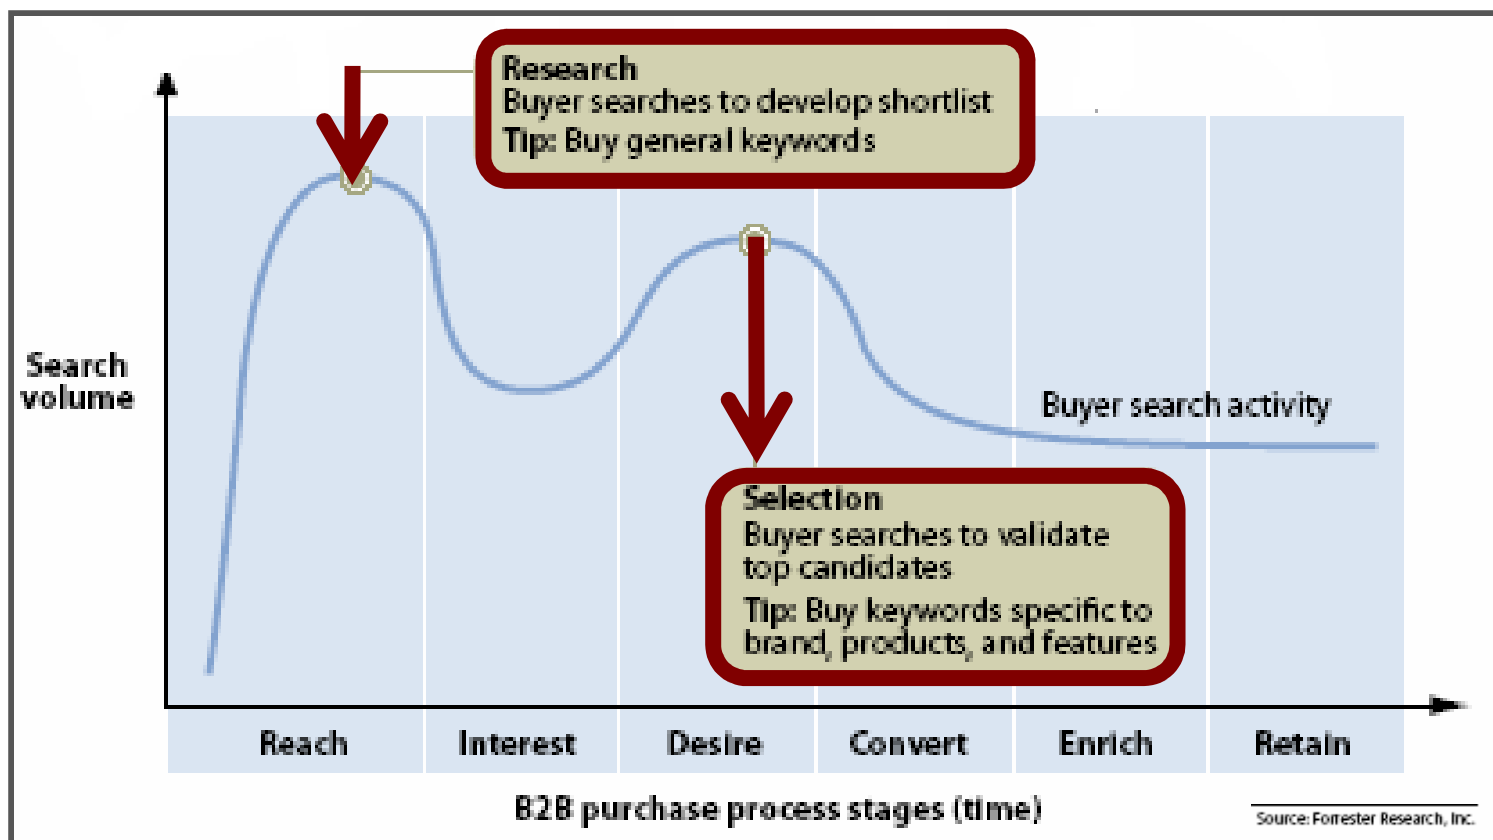 Research
Buyer searches to develop shortlist
Tip: Buy general keywords
Search
volume
Buyer search activity
Selection
Buyer searches to validate
top candidates
Tip: Buy keywords specific to
brand, products, and features
Reach Interest Desire Convert Enrich Retain
B2B purchase process stages (time)
Source: Forrester Research, Inc.